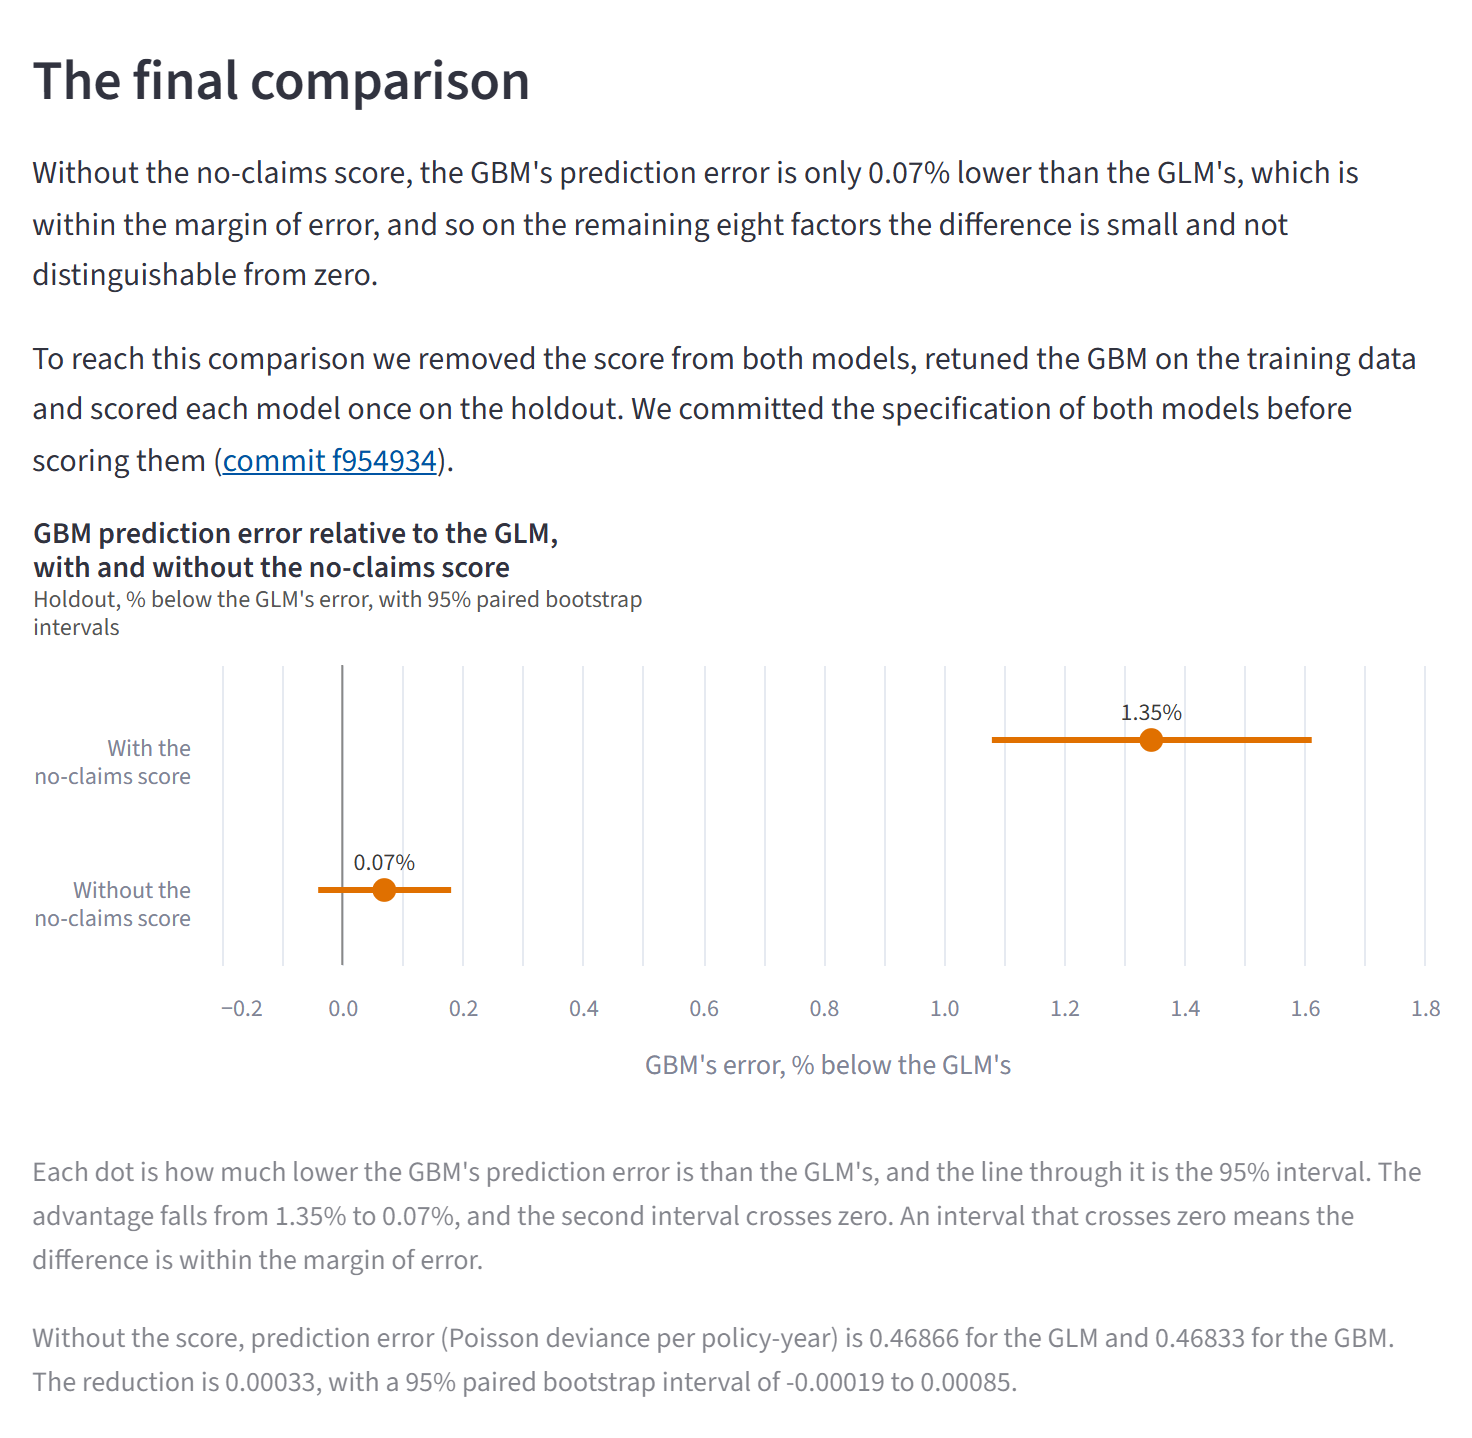 The final comparison
Without the no-claims score, the GBM's prediction error is only 0.07% lower than the GLM's, which is
within the margin of error, and so on the remaining eight factors the difference is small and not
distinguishable from zero.
To reach this comparison we removed the score from both models, retuned the GBM on the training data
and scored each model once on the holdout. We committed the specification of both models before
scoring them (commit f954934).
GBM prediction error relative to the GLM,
with and without the no-claims score
Holdout, % below the GLM's error, with 95% paired bootstrap
intervals
1.35%
With the
no-claims score
0.07%
Without the
no-claims score
−0.2 0.0 0.2 0.4 0.6 0.8 1.0 1.2 1.4 1.6 1.8
GBM's error, % below the GLM's
Each dot is how much lower the GBM's prediction error is than the GLM's, and the line through it is the 95% interval. The
advantage falls from 1.35% to 0.07%, and the second interval crosses zero. An interval that crosses zero means the
difference is within the margin of error.
Without the score, prediction error (Poisson deviance per policy-year) is 0.46866 for the GLM and 0.46833 for the GBM.
The reduction is 0.00033, with a 95% paired bootstrap interval of -0.00019 to 0.00085.